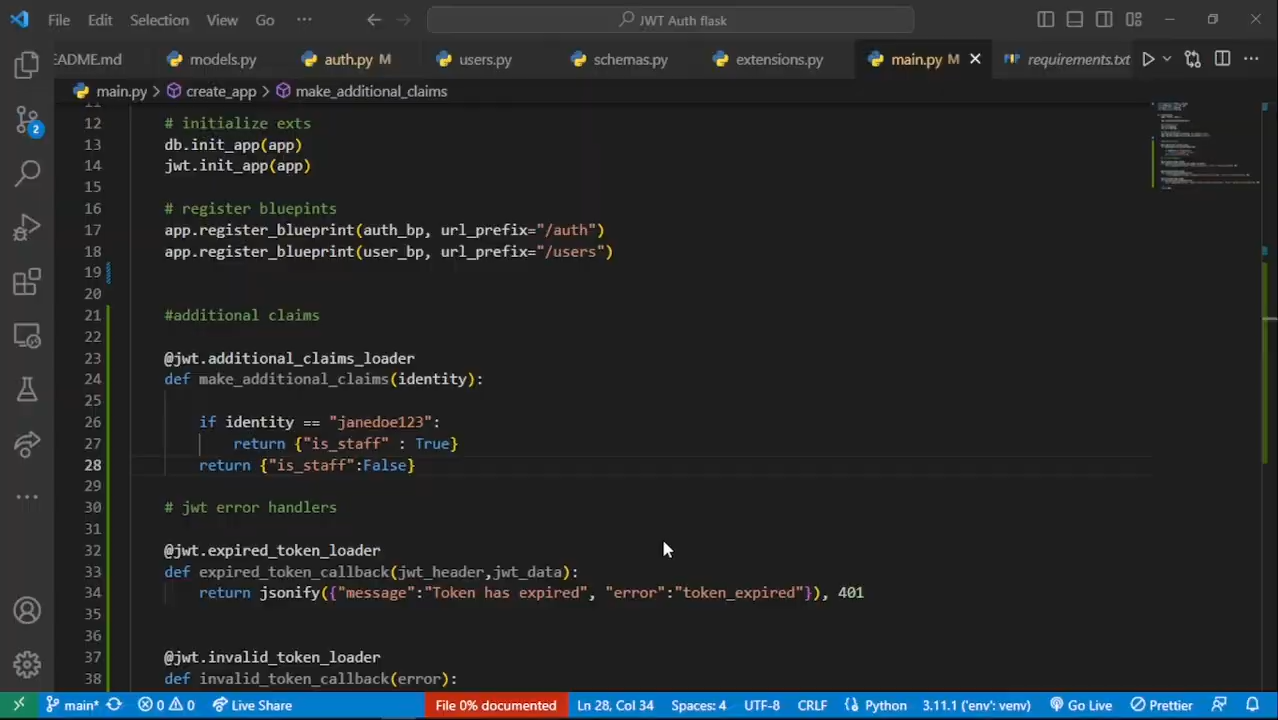 File Edit Selection View Go ··· JWT Auth flask
EADME.md models.py auth.py M users.py schemas.py extensions.py main.py M requirements.txt
main.py > create_app > make_additional_claims
11
12 # initialize exts
13 db.init_app(app)
14 jwt.init_app(app)
15
16 # register bluepints
17 app.register_blueprint(auth_bp, url_prefix="/auth")
18 app.register_blueprint(user_bp, url_prefix="/users")
19
20
21 #additional claims
22
23 @jwt.additional_claims_loader
24 def make_additional_claims(identity):
25
26 if identity == "janedoe123":
27 return {"is_staff" : True}
28 return {"is_staff":False}
29
30 # jwt error handlers
31
32 @jwt.expired_token_loader
33 def expired_token_callback(jwt_header,jwt_data):
34 return jsonify({"message":"Token has expired", "error":"token_expired"}), 401
35
36
37 @jwt.invalid_token_loader
38 def invalid_token_callback(error):
2
main* 0 0 Live Share File 0% documented Ln 28, Col 34 Spaces: 4 UTF-8 CRLF Python 3.11.1 ('env': venv) Go Live Prettier